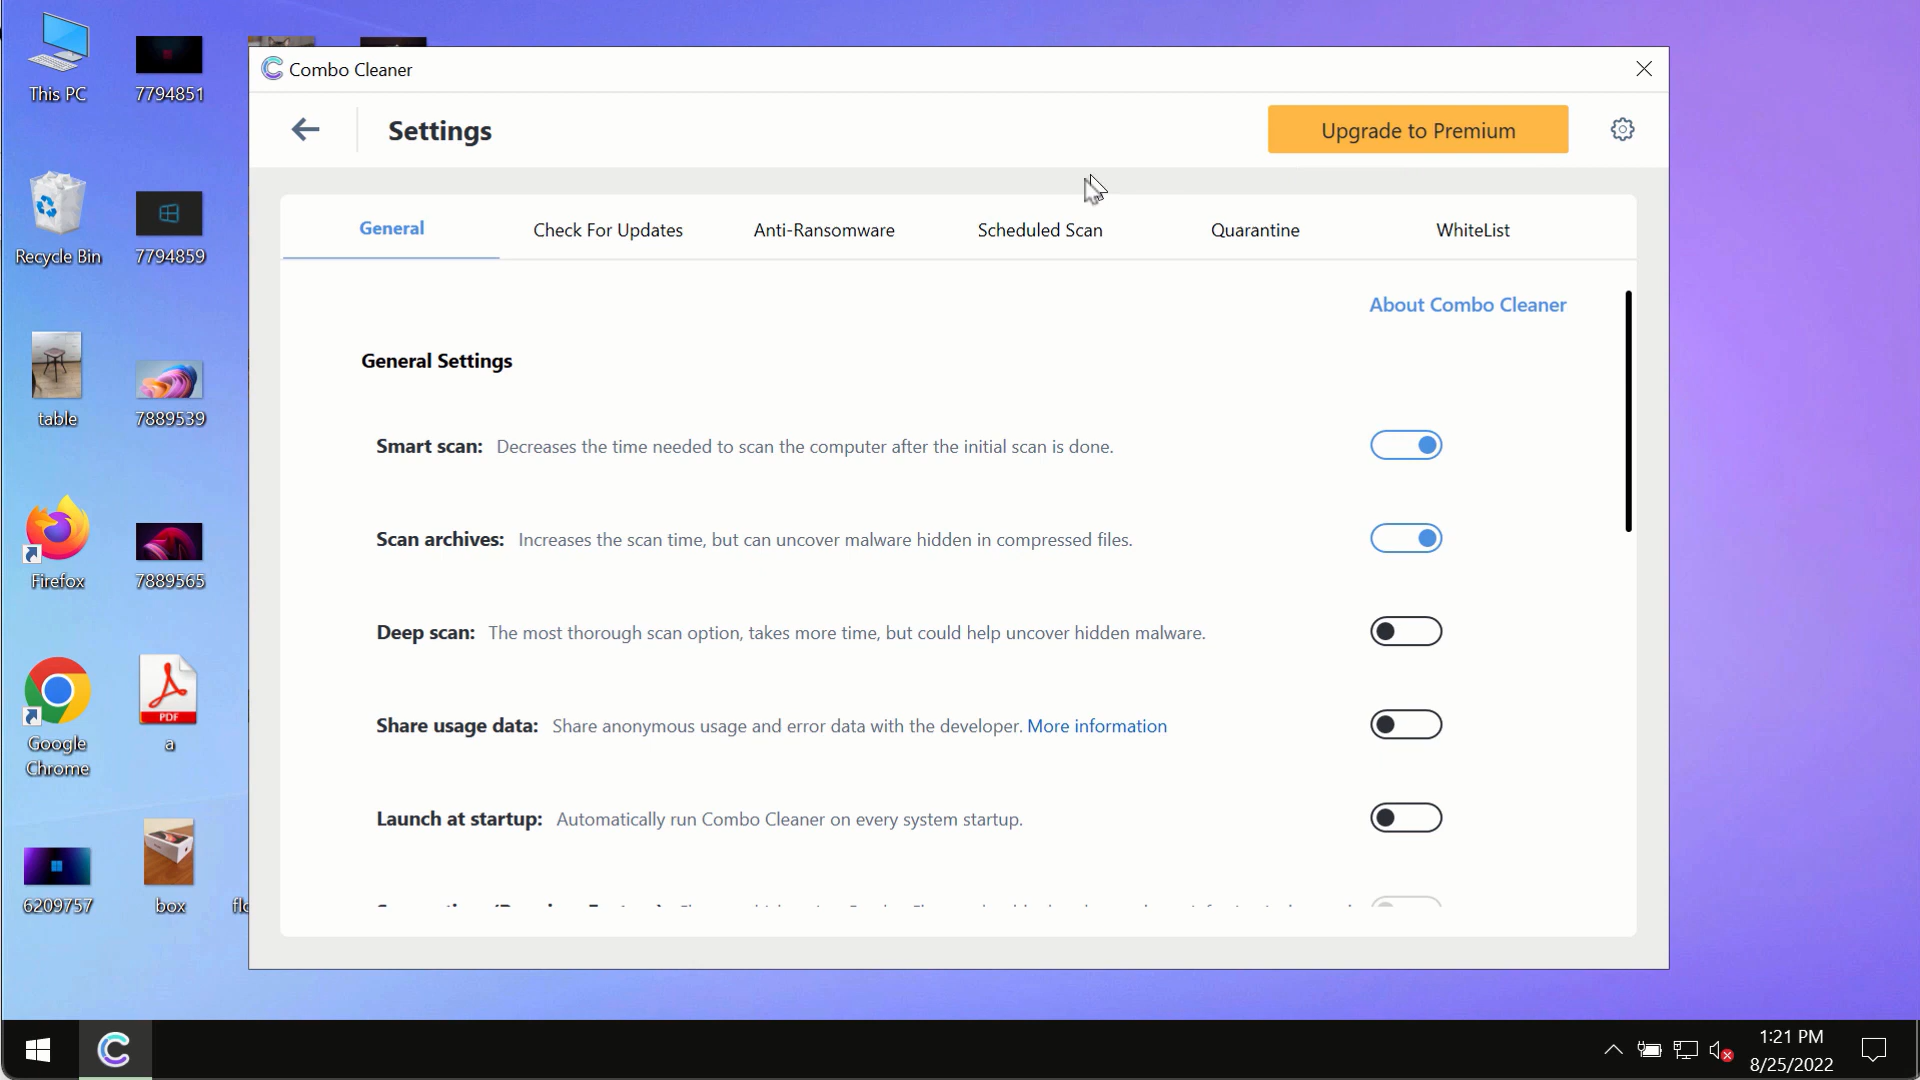 This PC
7794851
Recycle Bin
7794859
table
7889539
Firefox
7889565
Google
Chrome
a
PDF
6209757
box
Combo Cleaner
Settings
Upgrade to Premium
General
Check For Updates
Anti-Ransomware
Scheduled Scan
Quarantine
WhiteList
About Combo Cleaner
General Settings
Smart scan: Decreases the time needed to scan the computer after the initial scan is done.
Scan archives: Increases the scan time, but can uncover malware hidden in compressed files.
Deep scan: The most thorough scan option, takes more time, but could help uncover hidden malware.
Share usage data: Share anonymous usage and error data with the developer. More information
Launch at startup: Automatically run Combo Cleaner on every system startup.
1:21 PM
8/25/2022